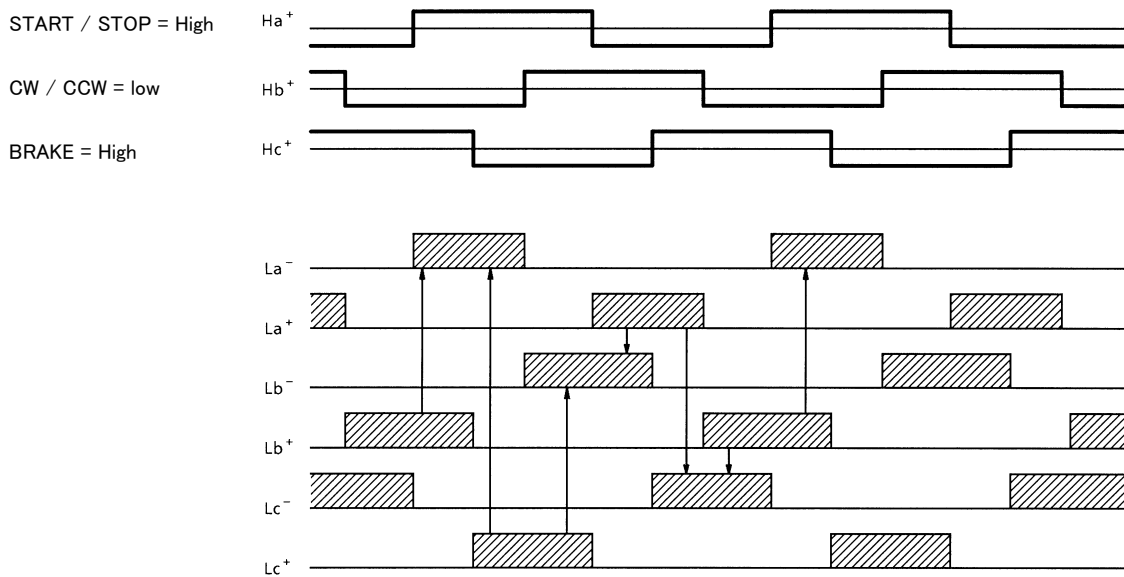 START / STOP = High
Ha⁺
CW / CCW = low
Hb⁺
BRAKE = High
Hc⁺
La⁻
La⁺
Lb⁻
Lb⁺
Lc⁻
Lc⁺